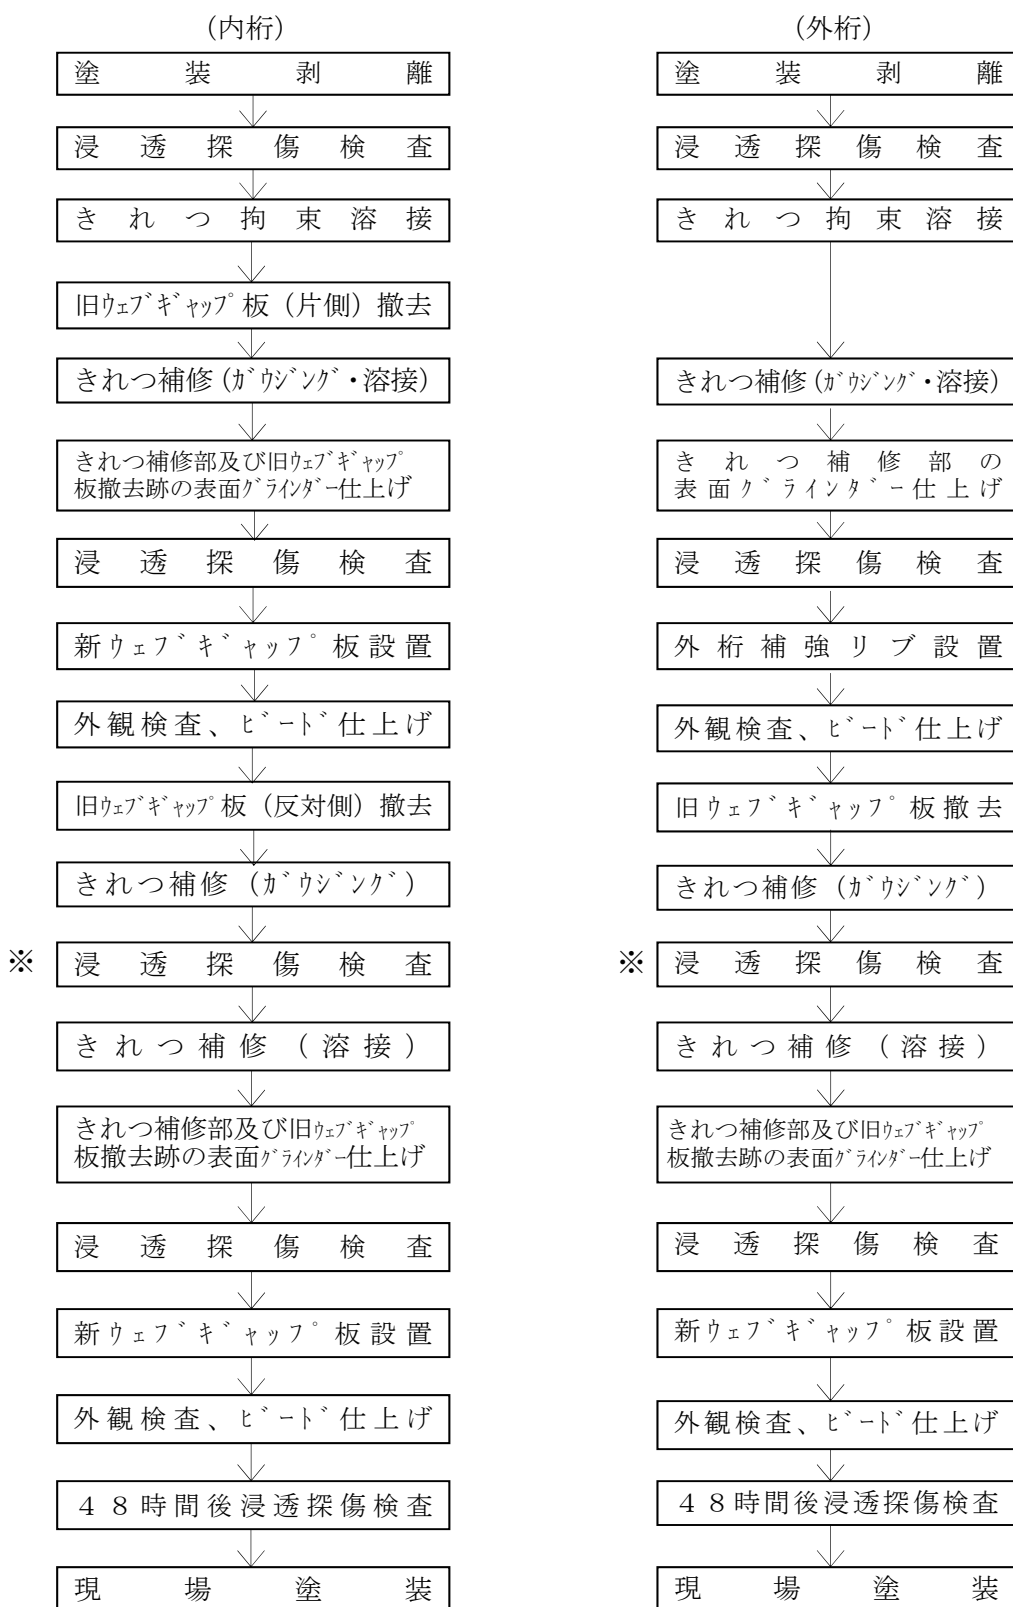 (内桁)
塗装剥離
浸透探傷検査
きれつ拘束溶接
旧ウェブギャップ板（片側）撤去
きれつ補修(ガウジング・溶接)
きれつ補修部及び旧ウェブギャップ
板撤去跡の表面グラインダー仕上げ
浸透探傷検査
新ウェブギャップ板設置
外観検査、ビード仕上げ
旧ウェブギャップ板（反対側）撤去
きれつ補修（ガウジング）
※ 浸透探傷検査
きれつ補修（溶接）
きれつ補修部及び旧ウェブギャップ
板撤去跡の表面グラインダー仕上げ
浸透探傷検査
新ウェブギャップ板設置
外観検査、ビード仕上げ
４８時間後浸透探傷検査
現場塗装
(外桁)
塗装剥離
浸透探傷検査
きれつ拘束溶接
きれつ補修(ガウジング・溶接)
きれつ補修部の
表面グラインダー仕上げ
浸透探傷検査
外桁補強リブ設置
外観検査、ビード仕上げ
旧ウェブギャップ板撤去
きれつ補修（ガウジング）
※ 浸透探傷検査
きれつ補修（溶接）
きれつ補修部及び旧ウェブギャップ
板撤去跡の表面グラインダー仕上げ
浸透探傷検査
新ウェブギャップ板設置
外観検査、ビード仕上げ
４８時間後浸透探傷検査
現場塗装